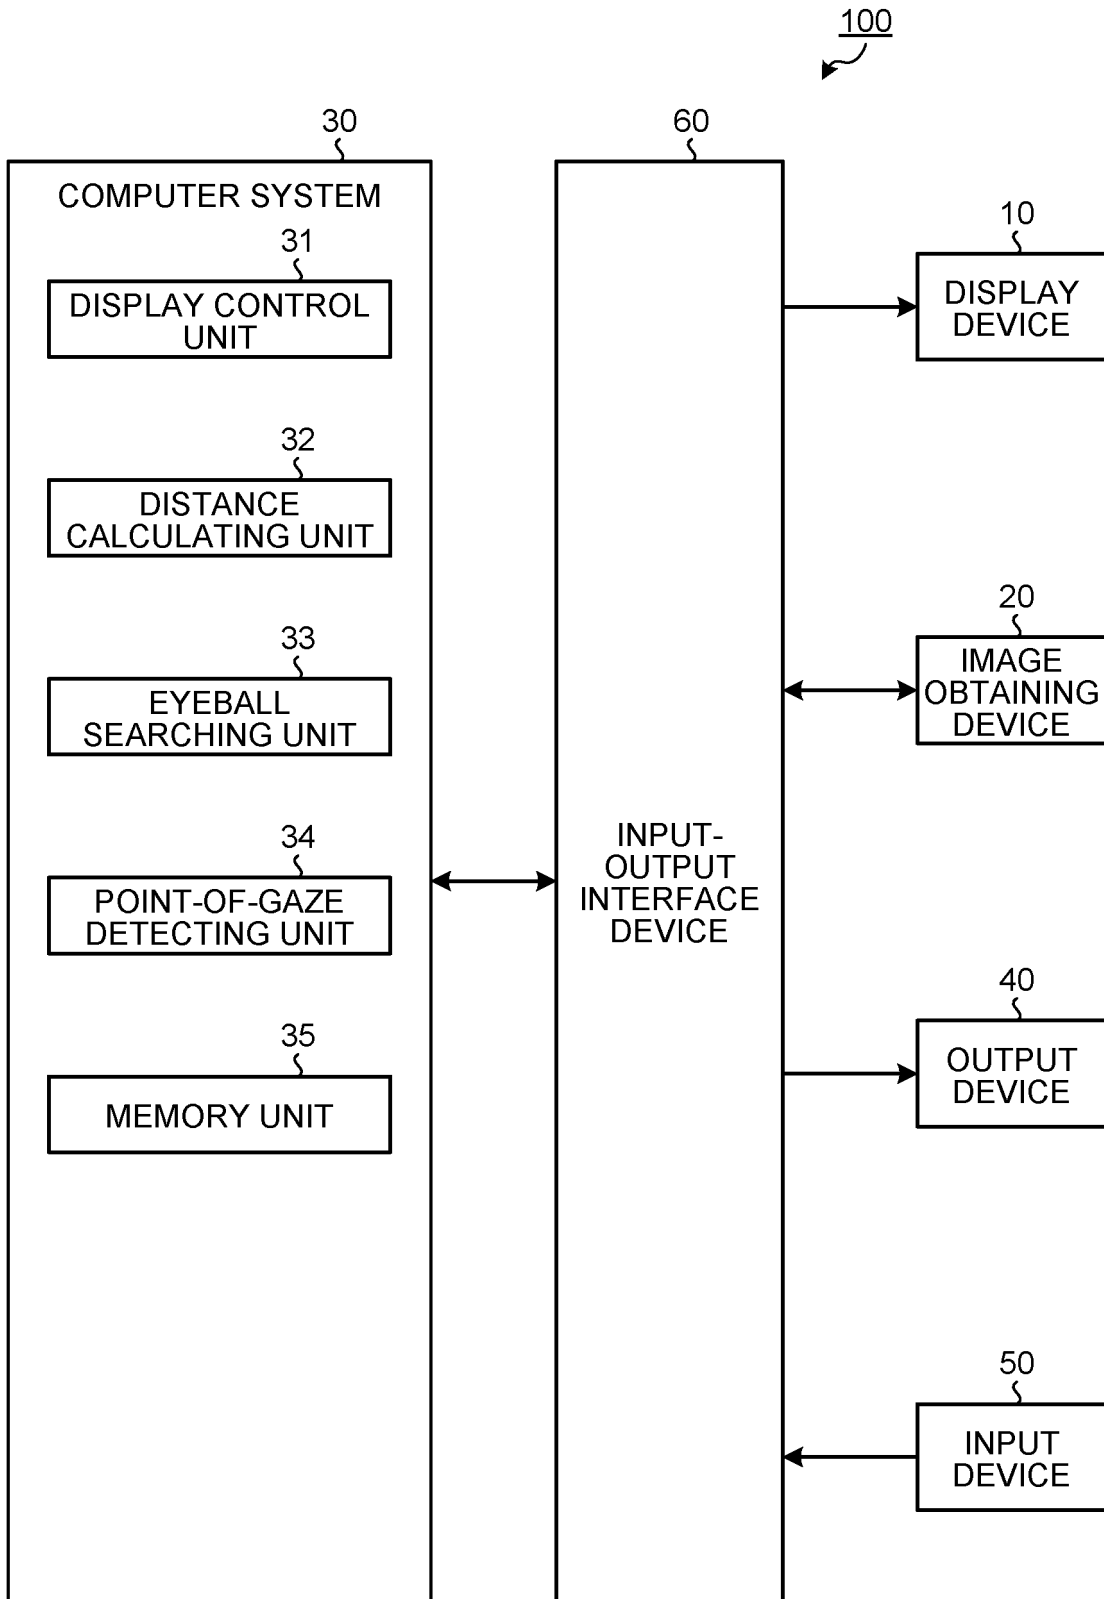 100
30
COMPUTER SYSTEM
31
DISPLAY CONTROL
UNIT
32
DISTANCE
CALCULATING UNIT
33
EYEBALL
SEARCHING UNIT
34
POINT-OF-GAZE
DETECTING UNIT
35
MEMORY UNIT
60
INPUT-
OUTPUT
INTERFACE
DEVICE
10
DISPLAY
DEVICE
20
IMAGE
OBTAINING
DEVICE
40
OUTPUT
DEVICE
50
INPUT
DEVICE